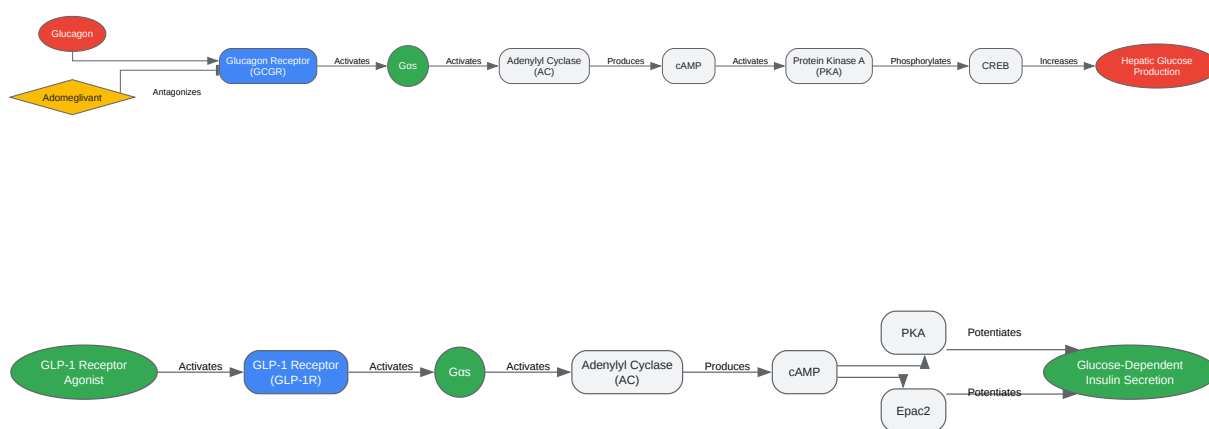 Glucagon
Adomeglivant
Antagonizes
Glucagon Receptor
(GCGR)
Activates
Gαs
Activates
Adenylyl Cyclase
(AC)
Produces
cAMP
Activates
Protein Kinase A
(PKA)
Phosphorylates
CREB
Increases
Hepatic Glucose
Production
GLP-1 Receptor
Agonist
Activates
GLP-1 Receptor
(GLP-1R)
Activates
Gαs
Activates
Adenylyl Cyclase
(AC)
Produces
cAMP
PKA
Potentiates
Epac2
Potentiates
Glucose-Dependent
Insulin Secretion